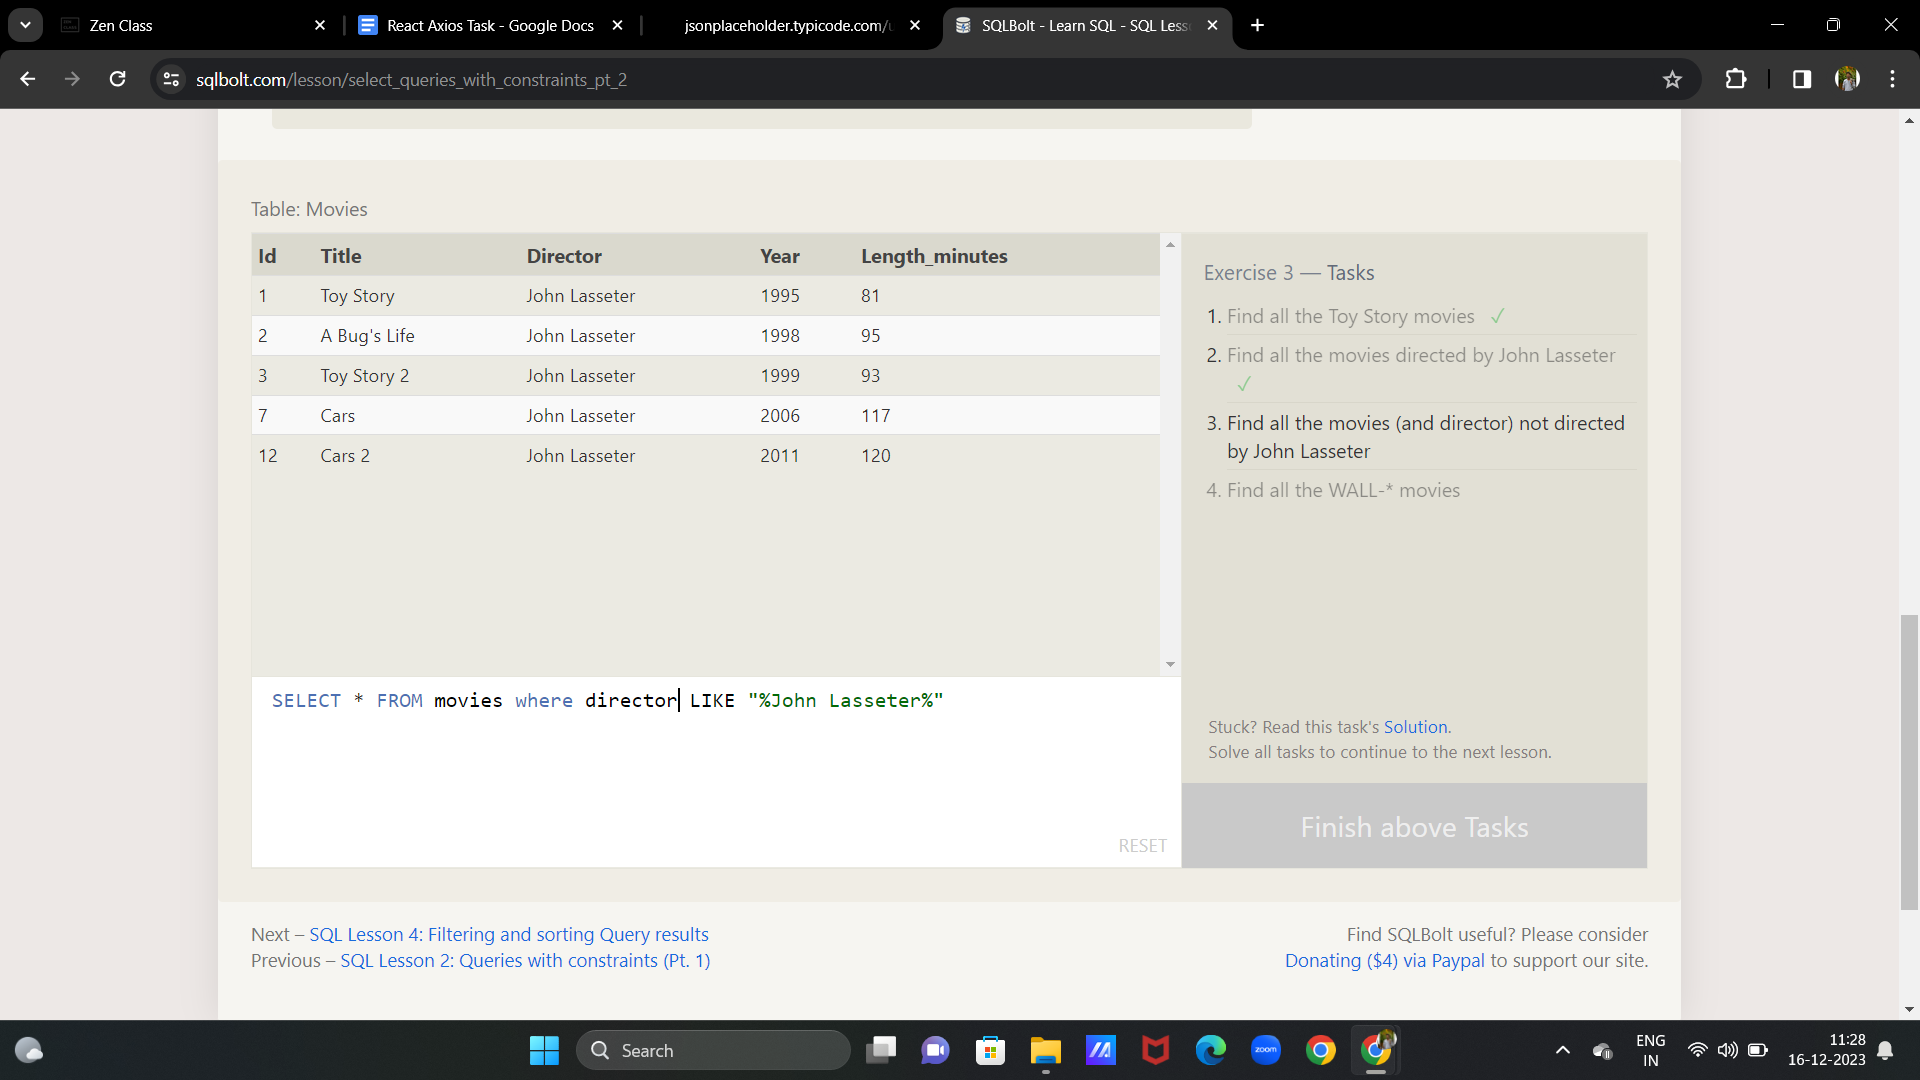 Zen Class
React Axios Task - Google Docs
jsonplaceholder.typicode.com/u
SQLBolt - Learn SQL - SQL Less
sqlbolt.com/lesson/select_queries_with_constraints_pt_2
Table: Movies
Id Title Director Year Length_minutes
1 Toy Story John Lasseter 1995 81
2 A Bug's Life John Lasseter 1998 95
3 Toy Story 2 John Lasseter 1999 93
7 Cars John Lasseter 2006 117
12 Cars 2 John Lasseter 2011 120
SELECT * FROM movies where director LIKE "%John Lasseter%"
RESET
Exercise 3 — Tasks
1. Find all the Toy Story movies ✓
2. Find all the movies directed by John Lasseter
✓
3. Find all the movies (and director) not directed
by John Lasseter
4. Find all the WALL-* movies
Stuck? Read this task's Solution.
Solve all tasks to continue to the next lesson.
Finish above Tasks
Next – SQL Lesson 4: Filtering and sorting Query results
Previous – SQL Lesson 2: Queries with constraints (Pt. 1)
Find SQLBolt useful? Please consider
Donating ($4) via Paypal to support our site.
Search
zoom
ENG
IN
11:28
16-12-2023